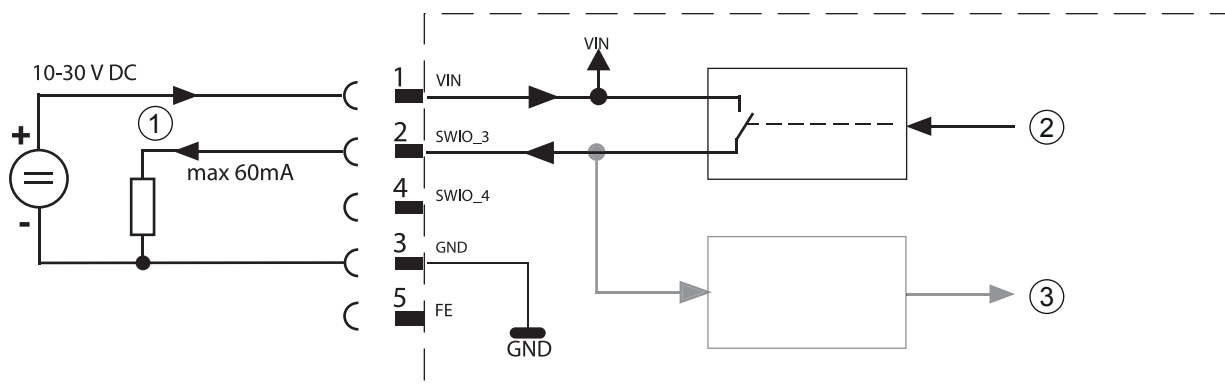 VIN
10-30 V DC
1 VIN
1
+
2 SWIO_3
2
max 60mA
4 SWIO_4
-
3 GND
3
5 FE
GND